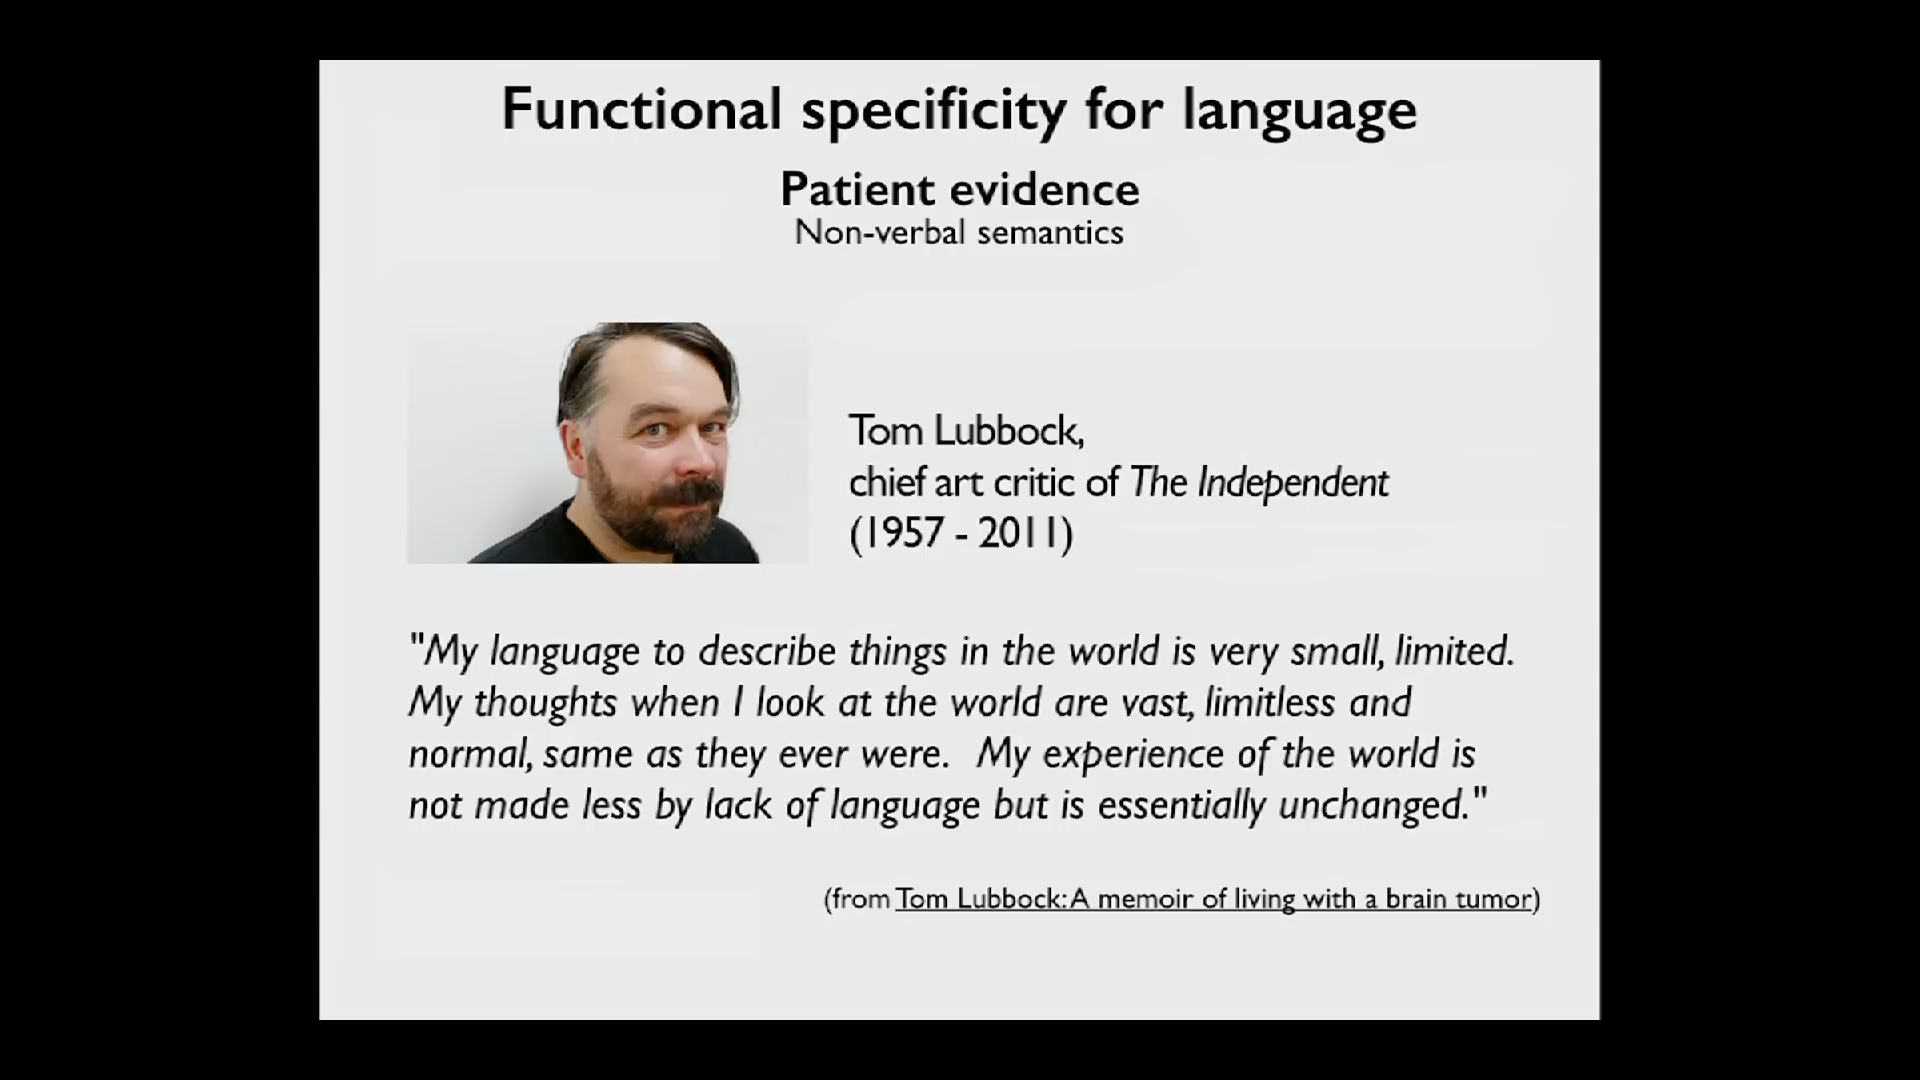 Functional specificity for language
Patient evidence
Non-verbal semantics
Tom Lubbock,
chief art critic of The Independent
(1957 - 2011)
"My language to describe things in the world is very small, limited.
My thoughts when I look at the world are vast, limitless and
normal, same as they ever were.  My experience of the world is
not made less by lack of language but is essentially unchanged."
(from Tom Lubbock: A memoir of living with a brain tumor)